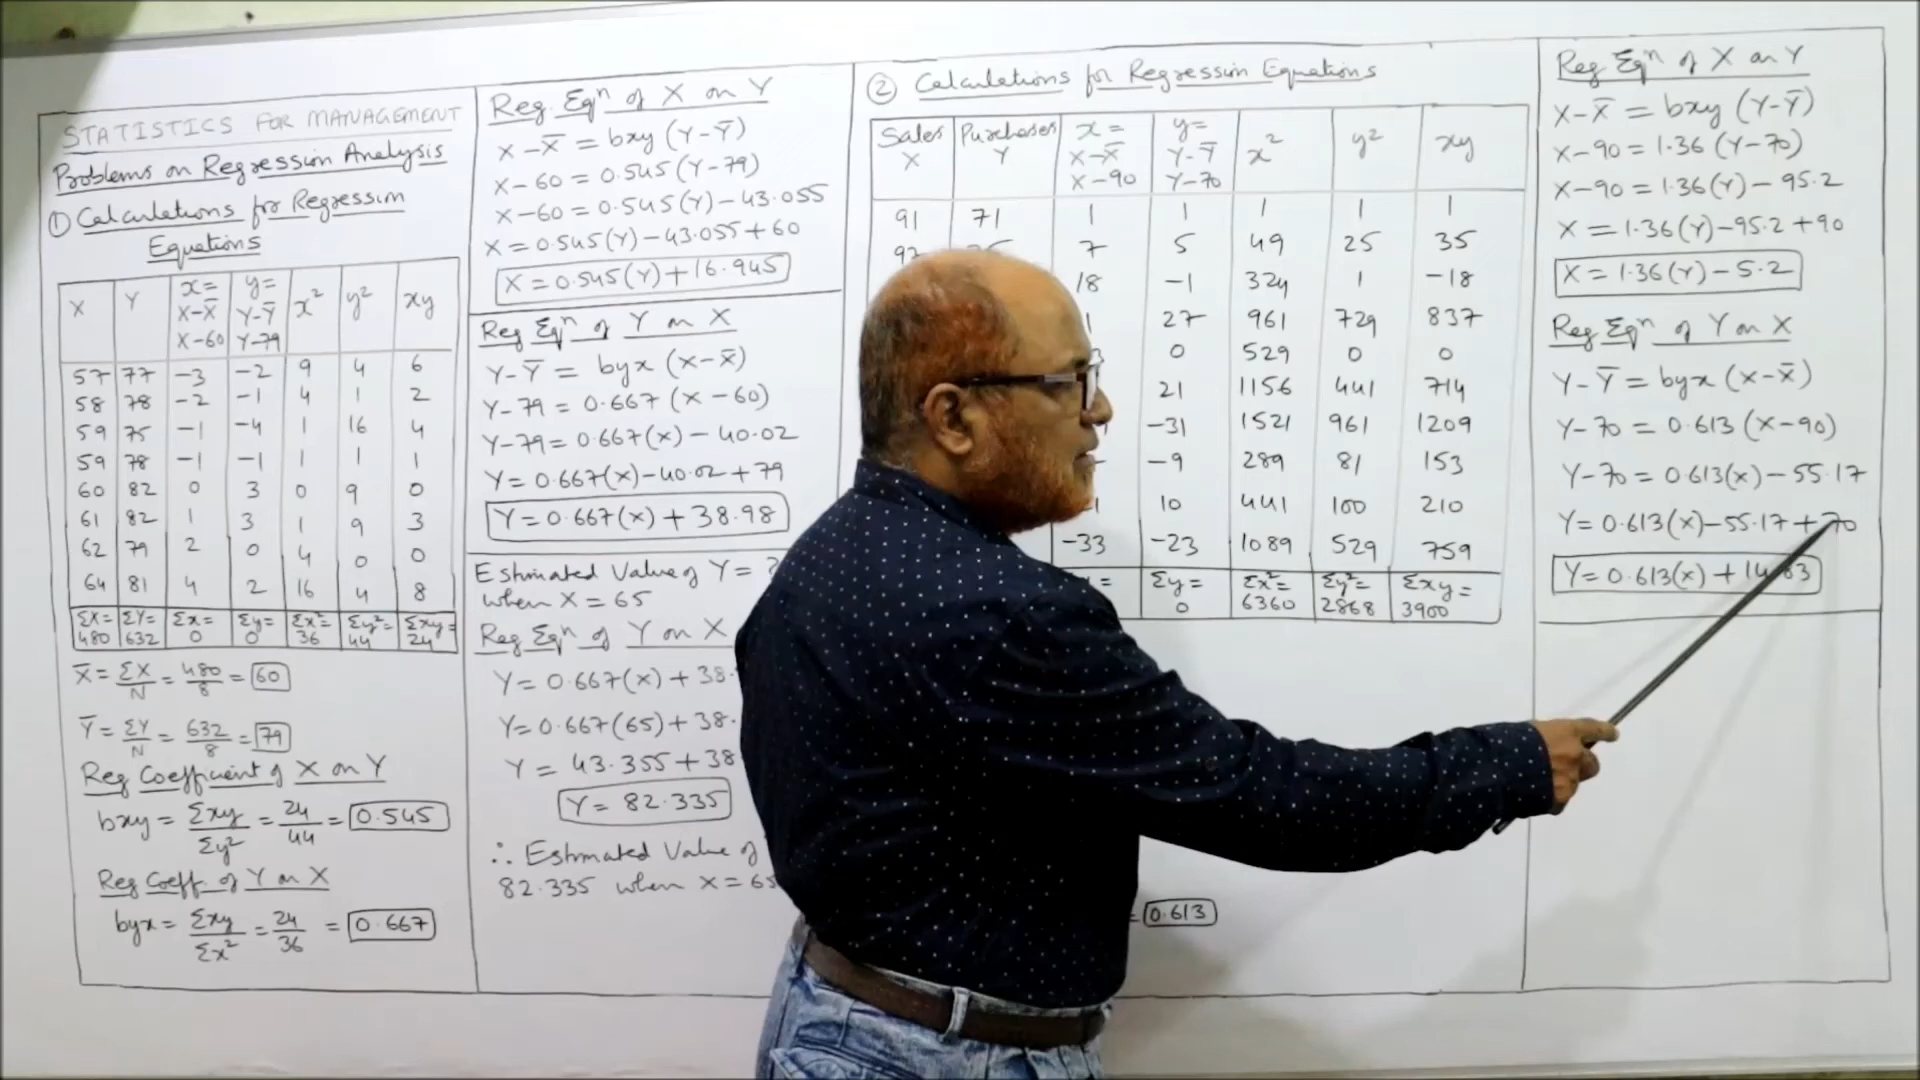 STATISTICS FOR MANAGEMENT
Problems on Regression Analysis
① Calculations for Regression
Equations
X Y x= X-X̅ X-60 y= Y-Y̅ Y-79 x² y² xy
57 77 -3 -2 9 4 6
58 78 -2 -1 4 1 2
59 75 -1 -4 1 16 4
59 78 -1 -1 1 1 1
60 82 0 3 0 9 0
61 82 1 3 1 9 3
62 79 2 0 4 0 0
64 81 4 2 16 4 8
ΣX= 480 ΣY= 632 Σx= 0 Σy= 0 Σx²= 36 Σy²= 44 Σxy= 24
X̅ = ΣX/N = 480/8 = 60
Y̅ = ΣY/N = 632/8 = 79
Reg Coefficient of X on Y
bxy = Σxy/Σy² = 24/44 = 0.545
Reg Coeff. of Y on X
byx = Σxy/Σx² = 24/36 = 0.667
Reg. Eqⁿ of X on Y
X-X̅ = bxy (Y-Y̅)
X-60 = 0.545 (Y-79)
X-60 = 0.545(Y)-43.055
X = 0.545(Y)-43.055+60
X = 0.545(Y)+16.945
Reg Eqⁿ of Y on X
Y-Y̅ = byx (X-X̅)
Y-79 = 0.667 (X-60)
Y-79 = 0.667(X) - 40.02
Y = 0.667(X)-40.02+79
Y = 0.667(X) + 38.98
Estimated Value of Y = ?
when X = 65
Reg Eqⁿ of Y on X
Y = 0.667(X) + 38.
Y = 0.667(65) + 38.
Y = 43.355 + 38
Y = 82.335
∴ Estimated Value of
82.335 when X = 65
② Calculations for Regression Equations
Sales X Purchases Y x= X-X̅ X-90 y= Y-Y̅ Y-70 x² y² xy
91 71 1 1 1 1 1
7 5 49 25 35
18 -1 324 1 -18
27 961 729 837
0 529 0 0
21 1156 441 714
-31 1521 961 1209
-9 289 81 153
10 441 100 210
-33 -23 1089 529 759
Σy= 0 Σx²= 6360 Σy²= 2868 Σxy= 3900
= 0.613
Reg Eqⁿ of X on Y
X-X̅ = bxy (Y-Y̅)
X-90 = 1.36 (Y-70)
X-90 = 1.36(Y) - 95.2
X = 1.36(Y)-95.2+90
X = 1.36(Y) - 5.2
Reg Eqⁿ of Y on X
Y-Y̅ = byx (X-X̅)
Y-70 = 0.613 (X-90)
Y-70 = 0.613(X) - 55.17
Y = 0.613(X)-55.17+70
Y = 0.613(X) + 14.83